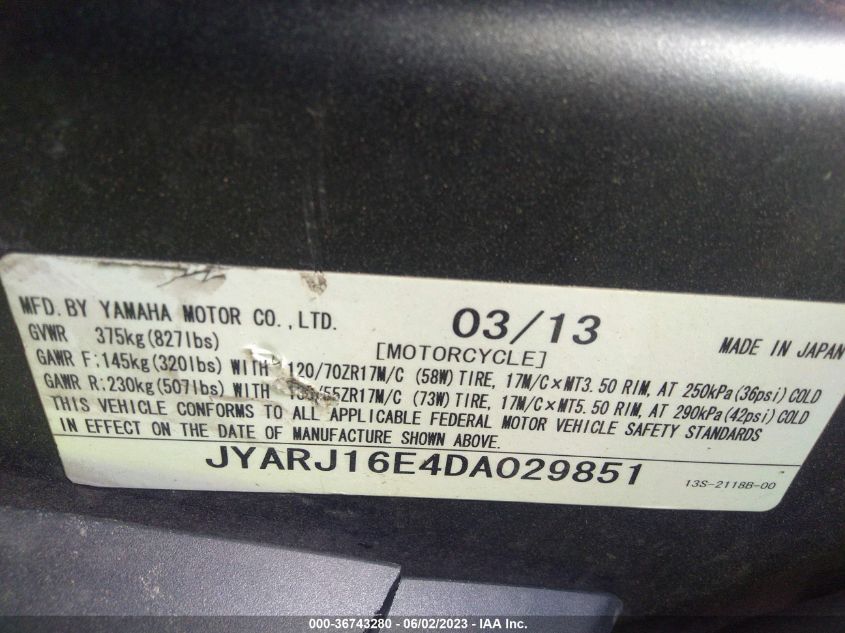 MFD. BY YAMAHA MOTOR CO.,LTD.
03/13
MADE IN JAPAN
GVWR 375kg(827lbs)
[MOTORCYCLE]
GAWR F:145kg(320lbs) WITH 120/70ZR17M/C (58W) TIRE, 17M/C×MT3.50 RIM, AT 250kPa(36psi) COLD
GAWR R:230kg(507lbs) WITH /55ZR17M/C (73W) TIRE, 17M/C×MT5.50 RIM, AT 290kPa(42psi) COLD
THIS VEHICLE CONFORMS TO ALL APPLICABLE FEDERAL MOTOR VEHICLE SAFETY STANDARDS
IN EFFECT ON THE DATE OF MANUFACTURE SHOWN ABOVE.
JYARJ16E4DA029851
13S-2118B-00
000-36743280 - 06/02/2023 - IAA Inc.